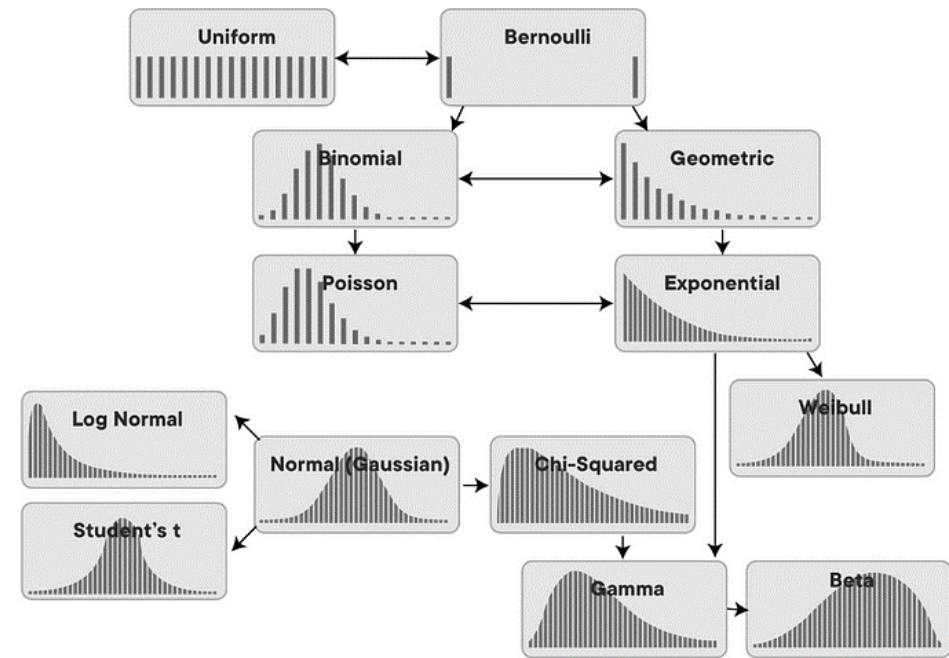 Uniform
Bernoulli
Binomial
Geometric
Poisson
Exponential
Weibull
Log Normal
Normal (Gaussian)
Chi-Squared
Student's t
Gamma
Beta